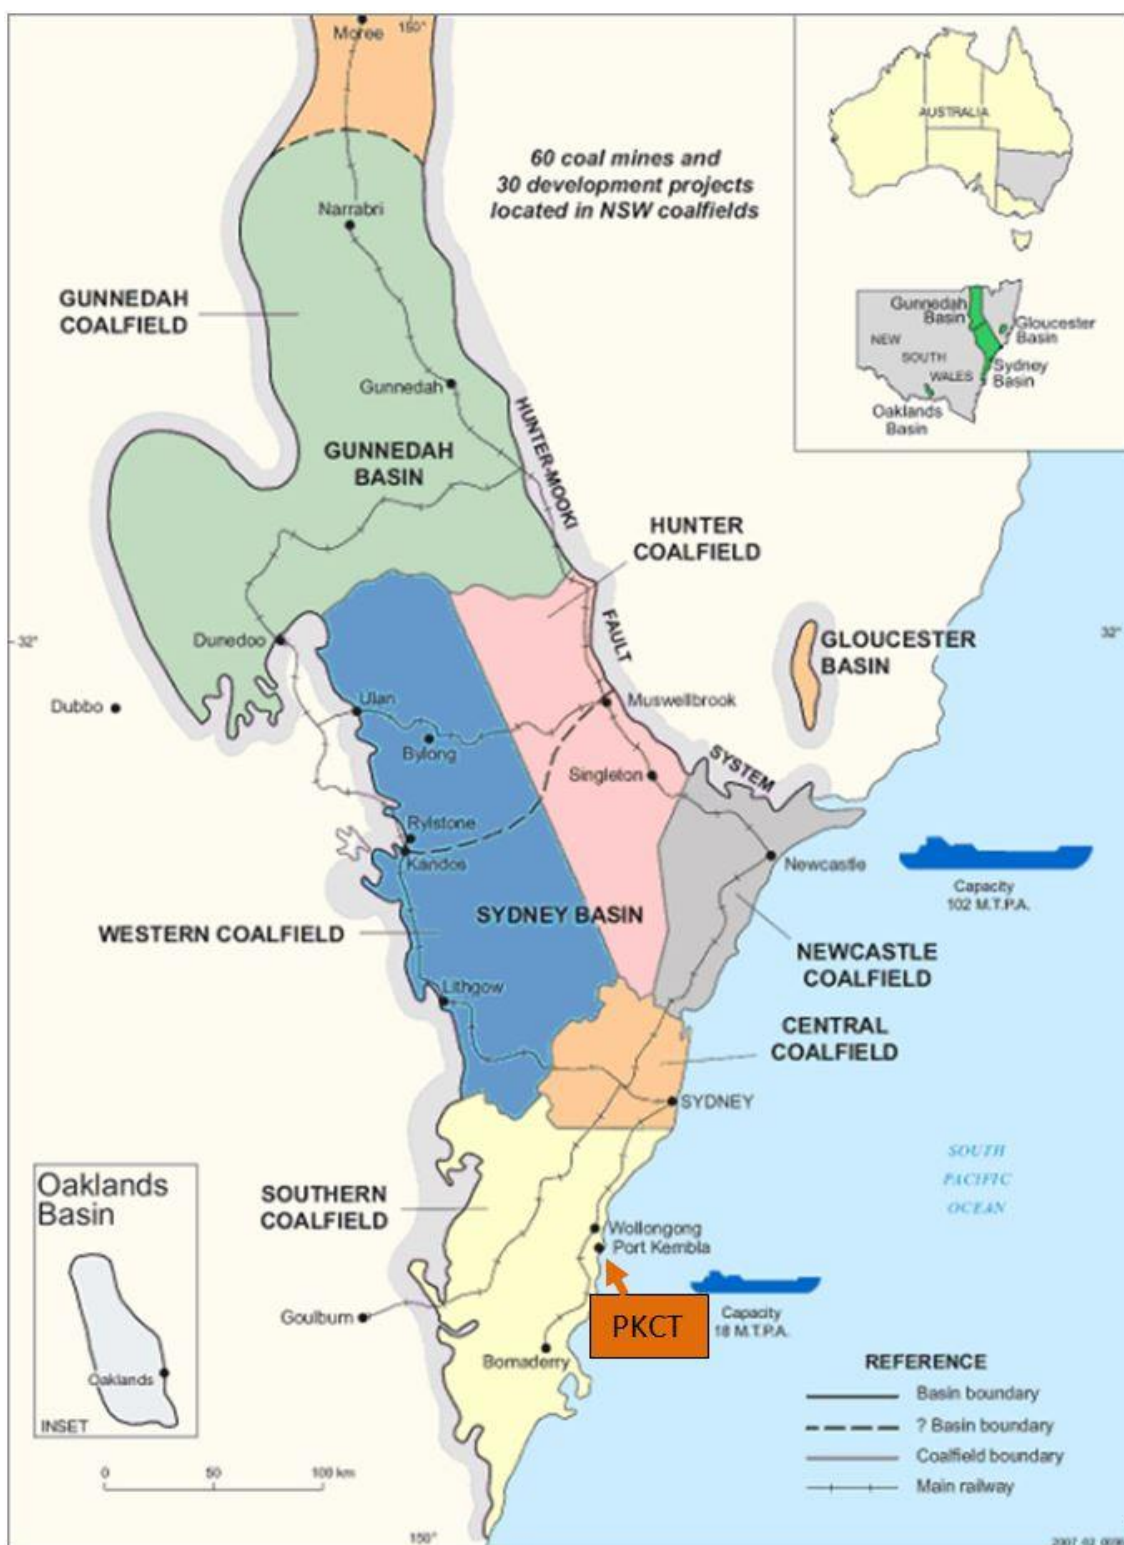 Moree
150°
60 coal mines and
30 development projects
located in NSW coalfields
AUSTRALIA
Gunnedah
Basin
Gloucester
Basin
NEW
SOUTH
WALES
Sydney
Basin
Oaklands
Basin
Narrabri
GUNNEDAH
COALFIELD
Gunnedah
GUNNEDAH
BASIN
HUNTER-MOOKI
FAULT
SYSTEM
HUNTER
COALFIELD
32°
Dunedoo
GLOUCESTER
BASIN
32°
Dubbo
Ulan
Muswellbrook
Bylong
Singleton
Rylstone
Kandos
Newcastle
Capacity
102 M.T.P.A.
SYDNEY BASIN
WESTERN COALFIELD
NEWCASTLE
COALFIELD
Lithgow
CENTRAL
COALFIELD
SYDNEY
SOUTH
PACIFIC
OCEAN
Oaklands
Basin
SOUTHERN
COALFIELD
Wollongong
Port Kembla
Goulburn
PKCT
Capacity
18 M.T.P.A.
Bomaderry
Oaklands
INSET
REFERENCE
Basin boundary
? Basin boundary
Coalfield boundary
Main railway
0 50 100 km
150°